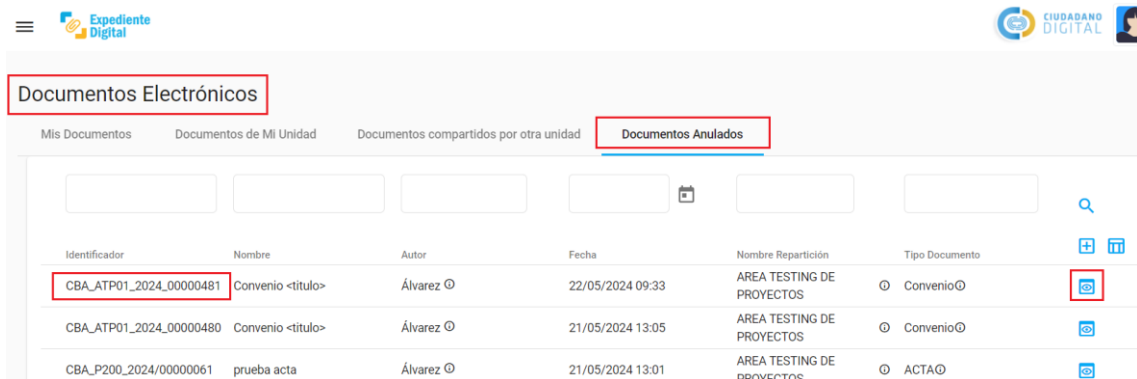 Expediente
Digital
CIUDADANO
DIGITAL
Documentos Electrónicos
Mis Documentos Documentos de Mi Unidad Documentos compartidos por otra unidad Documentos Anulados
Identificador Nombre Autor Fecha Nombre Repartición Tipo Documento
CBA_ATP01_2024_00000481 Convenio <titulo> Álvarez 22/05/2024 09:33 AREA TESTING DE
PROYECTOS Convenio
CBA_ATP01_2024_00000480 Convenio <titulo> Álvarez 21/05/2024 13:05 AREA TESTING DE
PROYECTOS Convenio
CBA_P200_2024/00000061 prueba acta Álvarez 21/05/2024 13:01 AREA TESTING DE
PROYECTOS ACTA